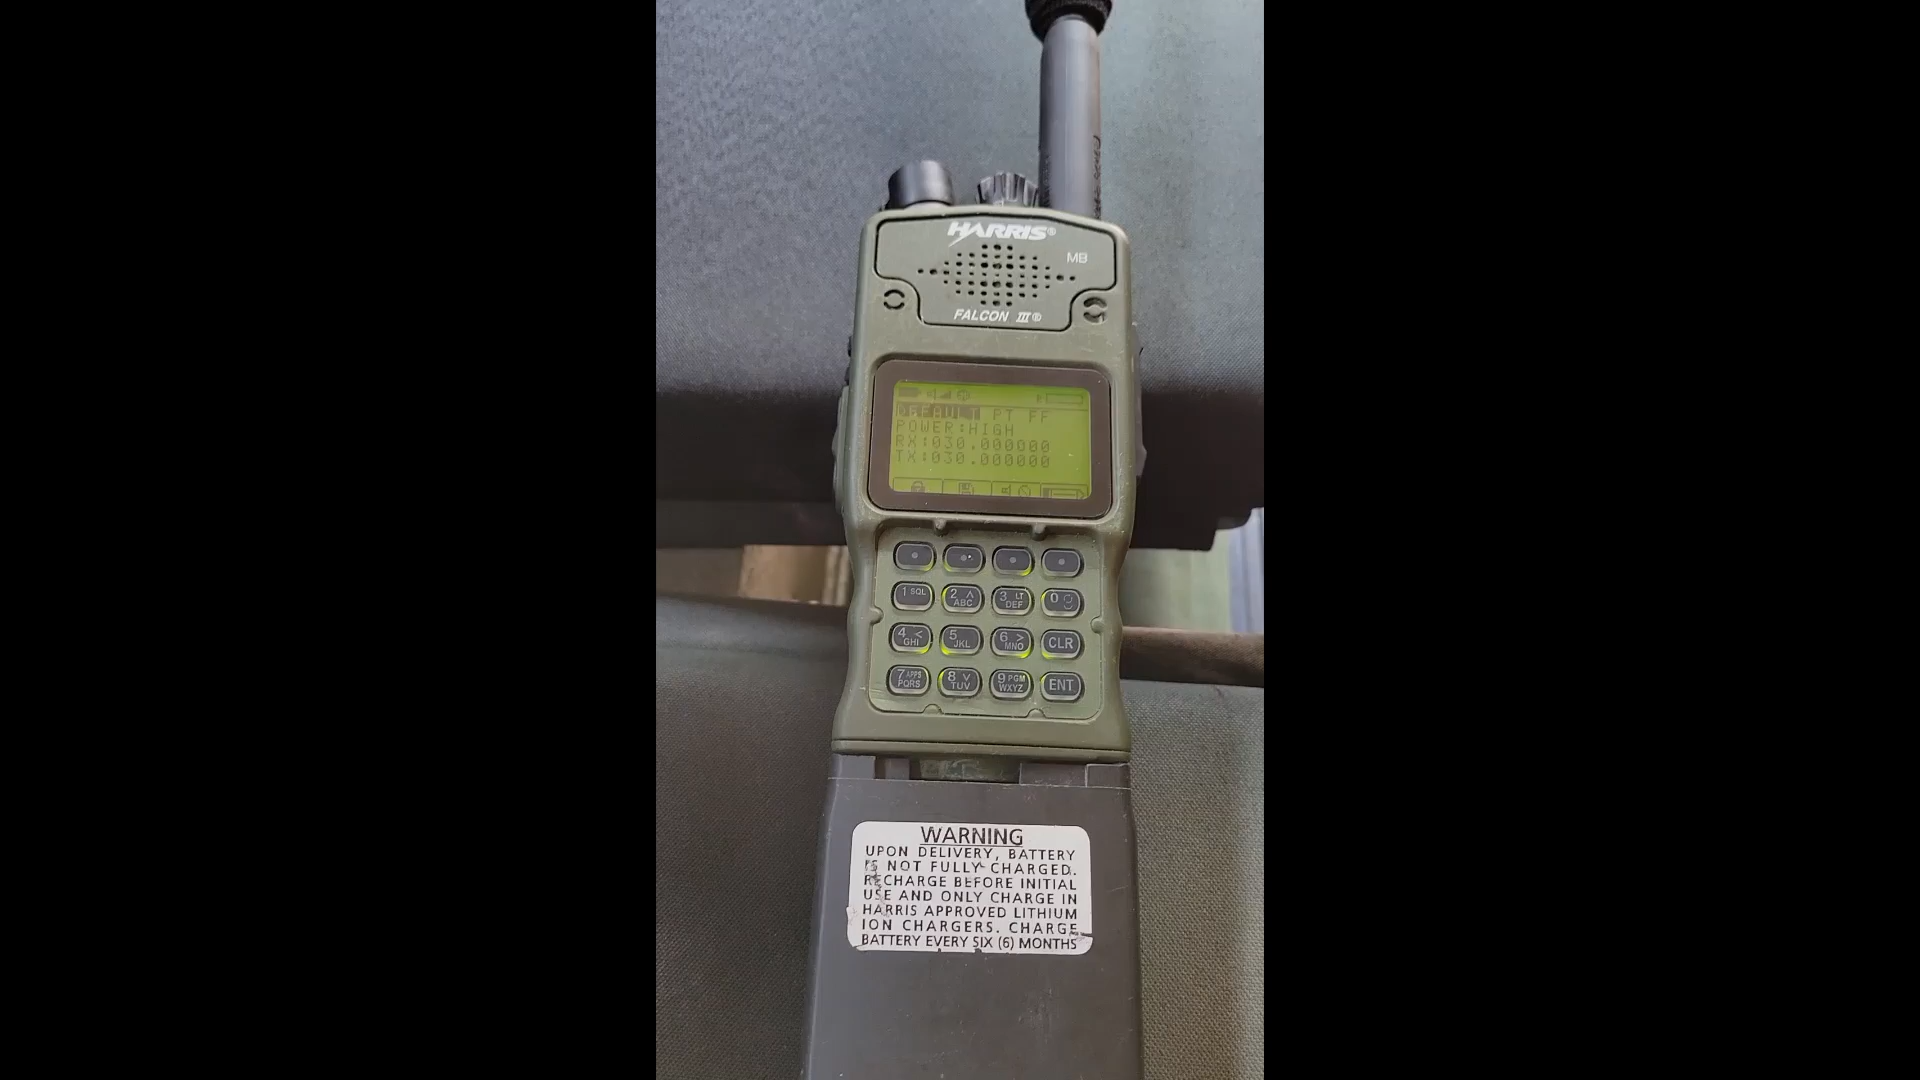 HARRIS®
MB
FALCON III®
DEFAULT PT FF
POWER:HIGH
RX:030.000000
TX:030.000000
1 SQL
2 ABC
3 LT DEF
0
4 < GHI
5 JKL
6 > MNO
CLR
7 APPS PQRS
8 TUV
9 PGM WXYZ
ENT
WARNING
UPON DELIVERY, BATTERY
IS NOT FULLY CHARGED.
RECHARGE BEFORE INITIAL
USE AND ONLY CHARGE IN
HARRIS APPROVED LITHIUM
ION CHARGERS. CHARGE
BATTERY EVERY SIX (6) MONTHS